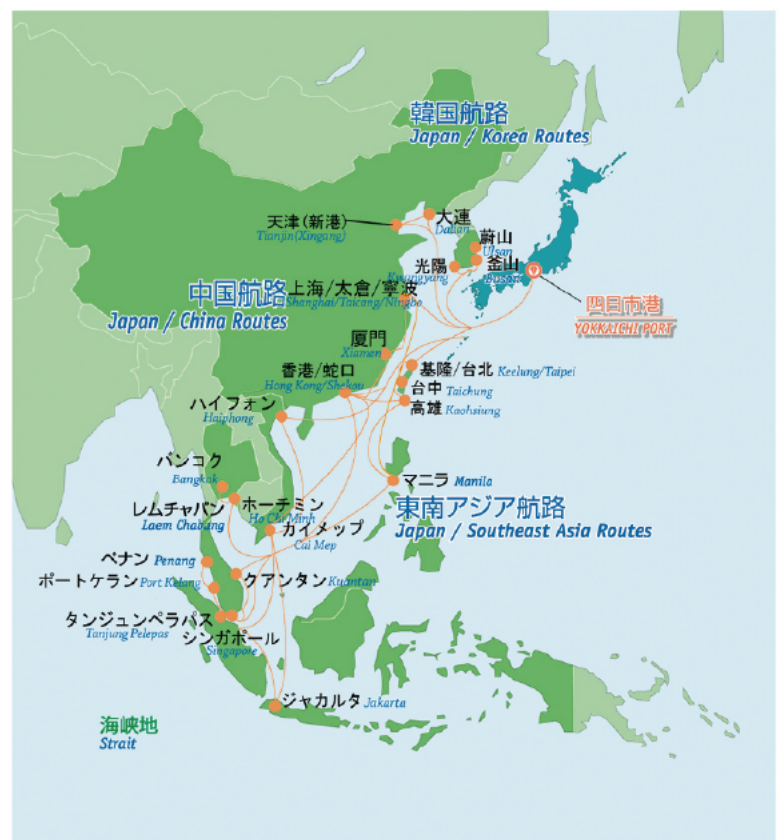 韓国航路
Japan / Korea Routes
天津(新港)
Tianjin(Xingang)
大連
Dalian
蔚山
Ulsan
光陽
Kwangyang
釜山
Busan
四日市港
YOKKAICHI PORT
中国航路
Japan / China Routes
上海/太倉/寧波
Shanghai/Taicang/Ningbo
厦門
Xiamen
香港/蛇口
Hong Kong/Shekou
基隆/台北 Keelung/Taipei
台中 Taichung
高雄 Kaohsiung
ハイフォン
Haiphong
バンコク
Bangkok
レムチャバン
Laem Chabang
ホーチミン
Ho Chi Minh
カイメップ
Cai Mep
マニラ Manila
東南アジア航路
Japan / Southeast Asia Routes
ペナン Penang
ポートケラン Port Kelang
クアンタン Kuantan
タンジュンペラパス
Tanjung Pelepas
シンガポール
Singapore
ジャカルタ Jakarta
海峡地
Strait